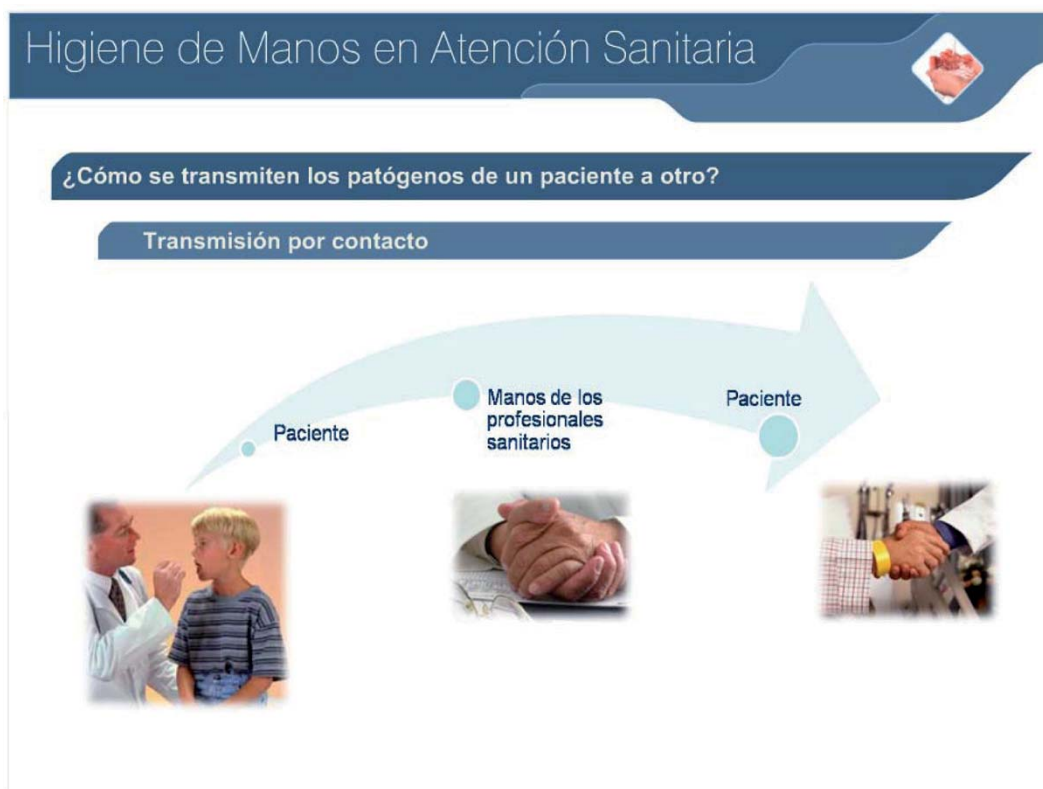 Higiene de Manos en Atención Sanitaria
¿Cómo se transmiten los patógenos de un paciente a otro?
Transmisión por contacto
Paciente
Manos de los
profesionales
sanitarios
Paciente